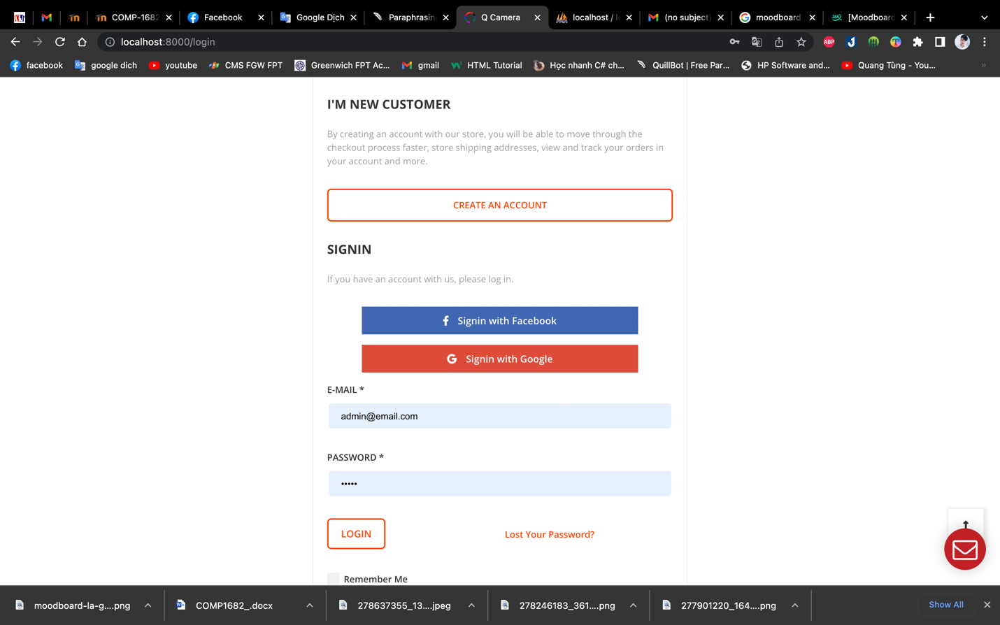 COMP-1682
Facebook
Google Dịch
Paraphrasing
Q Camera
localhost / lo
(no subject)
moodboard
[Moodboard
localhost:8000/login
ABP
facebook
google dich
youtube
CMS FGW FPT
Greenwich FPT Ac...
gmail
HTML Tutorial
Học nhanh C# ch...
QuillBot | Free Par...
HP Software and...
Quang Tùng - You...
I'M NEW CUSTOMER
By creating an account with our store, you will be able to move through the
checkout process faster, store shipping addresses, view and track your orders in
your account and more.
CREATE AN ACCOUNT
SIGNIN
If you have an account with us, please log in.
Signin with Facebook
Signin with Google
E-MAIL *
admin@email.com
PASSWORD *
•••••
LOGIN
Lost Your Password?
Remember Me
moodboard-la-g....png
COMP1682_.docx
278637355_13....jpeg
278246183_361....png
277901220_164....png
Show All